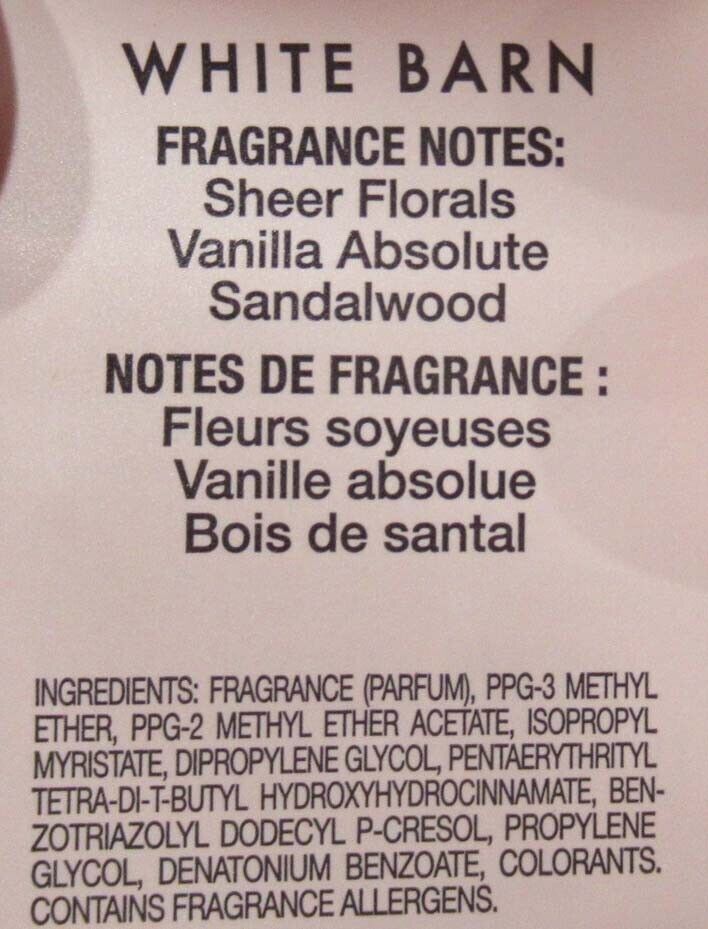 WHITE BARN
FRAGRANCE NOTES:
Sheer Florals
Vanilla Absolute
Sandalwood
NOTES DE FRAGRANCE :
Fleurs soyeuses
Vanille absolue
Bois de santal
INGREDIENTS: FRAGRANCE (PARFUM), PPG-3 METHYL
ETHER, PPG-2 METHYL ETHER ACETATE, ISOPROPYL
MYRISTATE, DIPROPYLENE GLYCOL, PENTAERYTHRITYL
TETRA-DI-T-BUTYL HYDROXYHYDROCINNAMATE, BEN-
ZOTRIAZOLYL DODECYL P-CRESOL, PROPYLENE
GLYCOL, DENATONIUM BENZOATE, COLORANTS.
CONTAINS FRAGRANCE ALLERGENS.